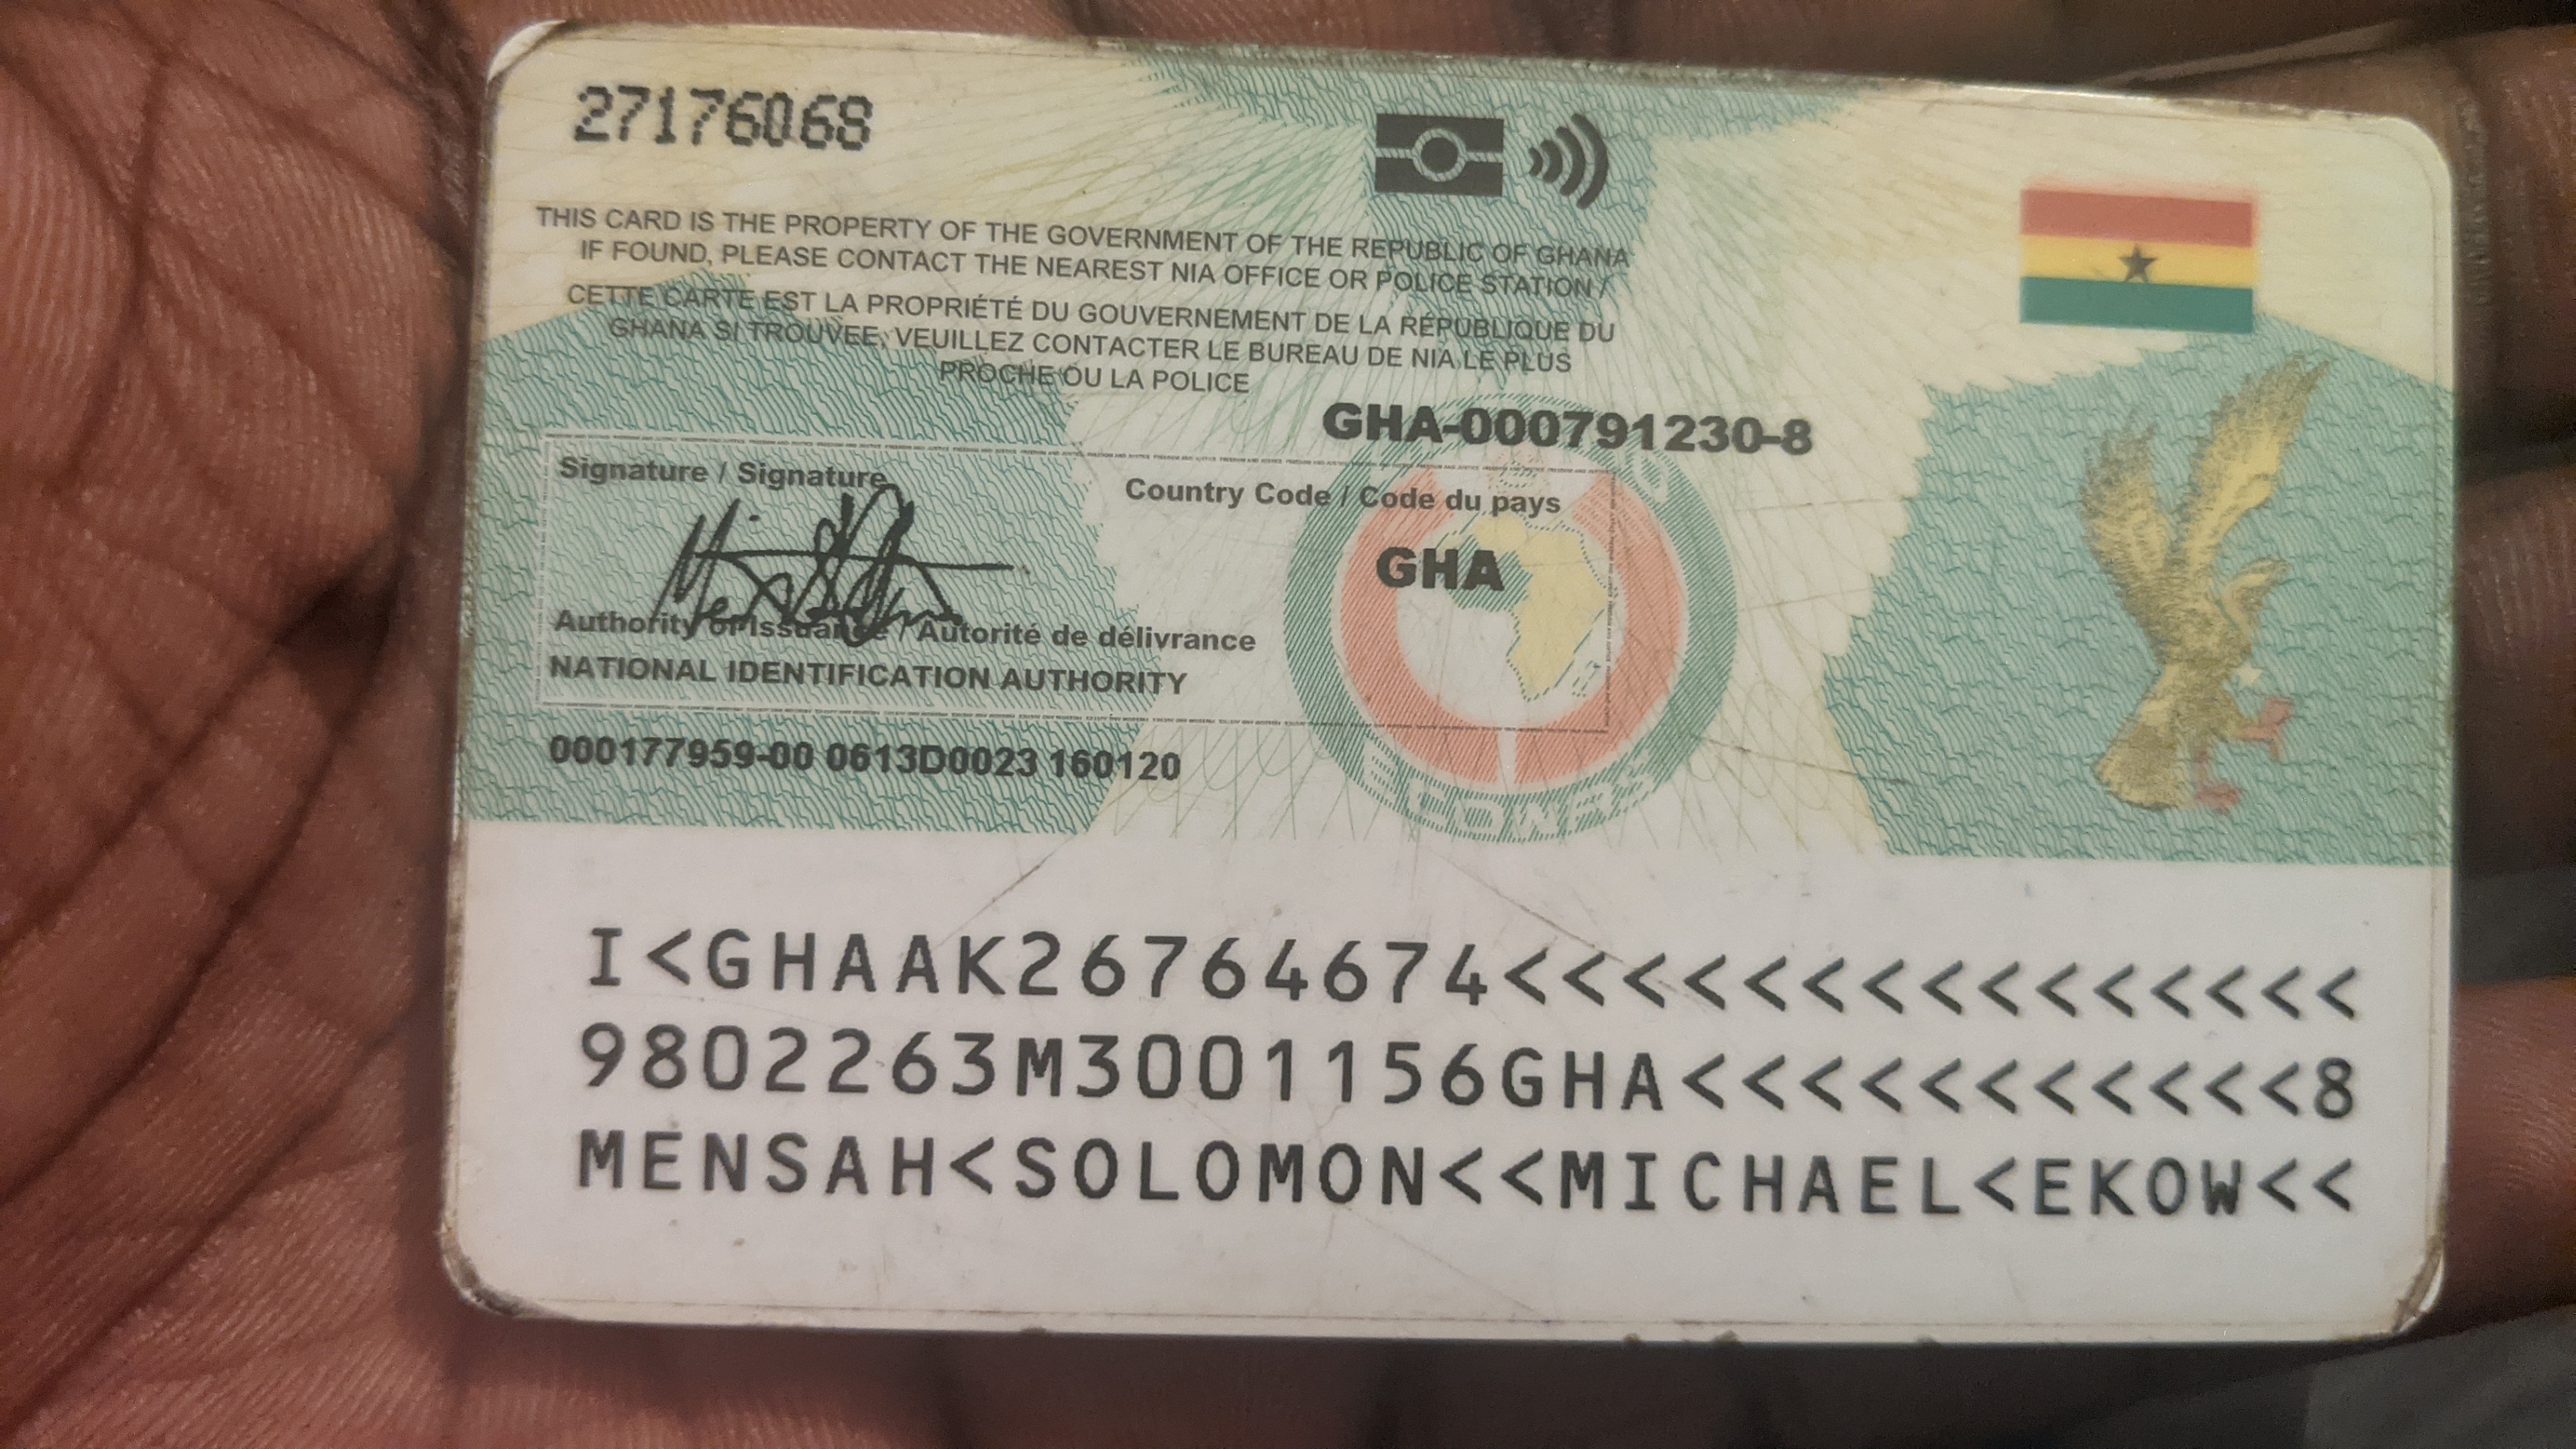 27176068
THIS CARD IS THE PROPERTY OF THE GOVERNMENT OF THE REPUBLIC OF GHANA
IF FOUND, PLEASE CONTACT THE NEAREST NIA OFFICE OR POLICE STATION /
CETTE CARTE EST LA PROPRIÉTÉ DU GOUVERNEMENT DE LA RÉPUBLIQUE DU
GHANA SI TROUVEE, VEUILLEZ CONTACTER LE BUREAU DE NIA LE PLUS
PROCHE OU LA POLICE
GHA-000791230-8
Signature / Signature
Country Code / Code du pays
GHA
Authority of Issuance / Autorité de délivrance
NATIONAL IDENTIFICATION AUTHORITY
000177959-00 0613D0023 160120
ECOWAS
I<GHAAK26764674<<<<<<<<<<<<<<<
9802263M3001156GHA<<<<<<<<<<<8
MENSAH<SOLOMON<<MICHAEL<EKOW<<